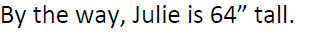 By the way, Julie is 64” tall.